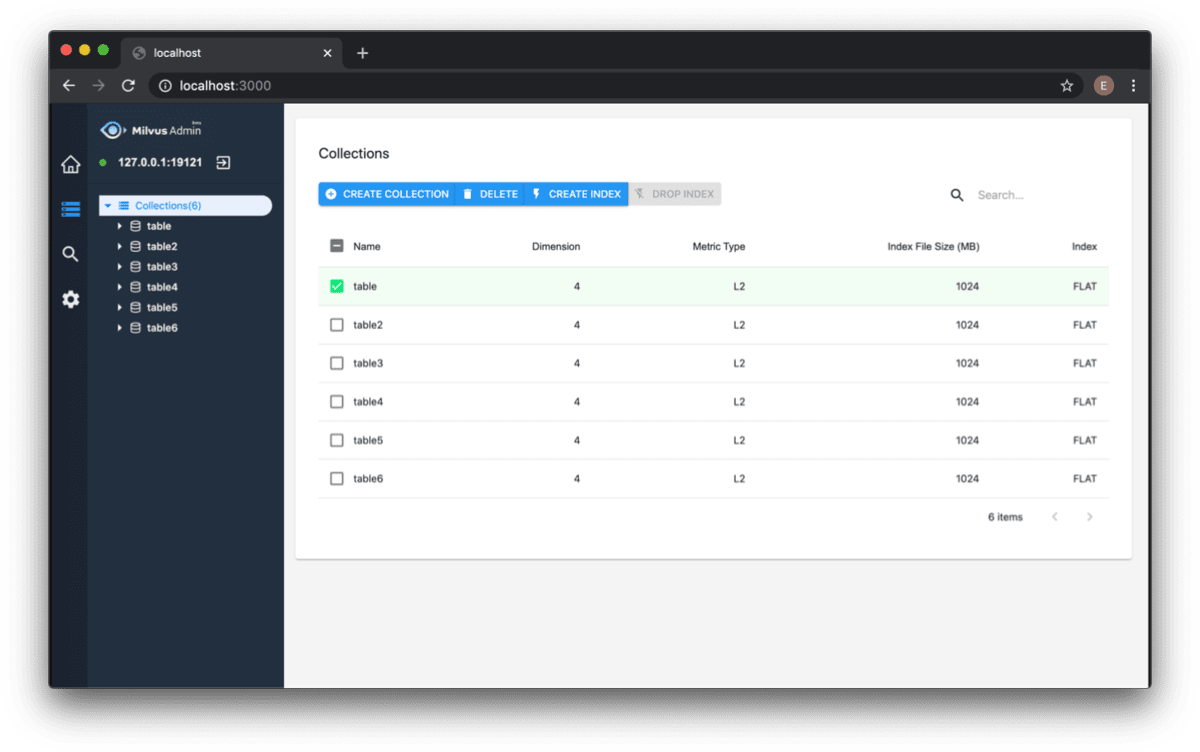 localhost
localhost:3000
E
Milvus Admin Beta
127.0.0.1:19121
Collections(6)
table
table2
table3
table4
table5
table6
Collections
CREATE COLLECTION DELETE CREATE INDEX DROP INDEX
Search...
Name Dimension Metric Type Index File Size (MB) Index
table 4 L2 1024 FLAT
table2 4 L2 1024 FLAT
table3 4 L2 1024 FLAT
table4 4 L2 1024 FLAT
table5 4 L2 1024 FLAT
table6 4 L2 1024 FLAT
6 items